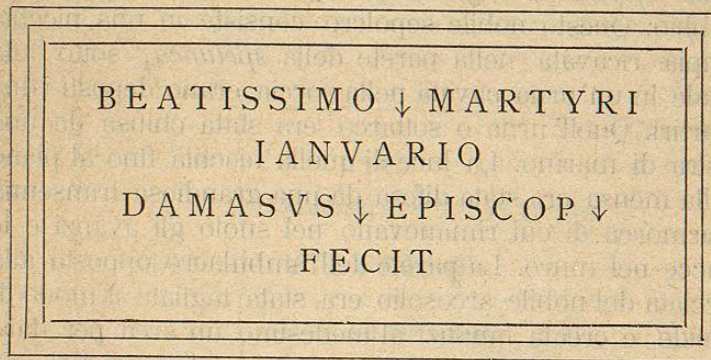 BEATISSIMO ↓ MARTYRI
IANVARIO
DAMASVS ↓ EPISCOP ↓
FECIT